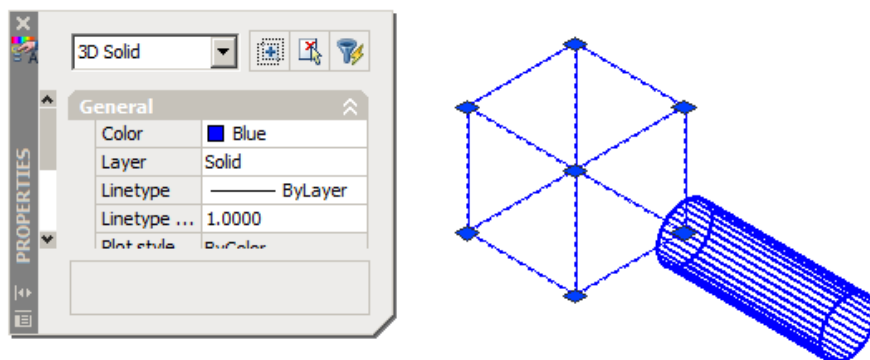 3D Solid
General
Color Blue
Layer Solid
Linetype ByLayer
Linetype ... 1.0000
Plot style ByColor
PROPERTIES